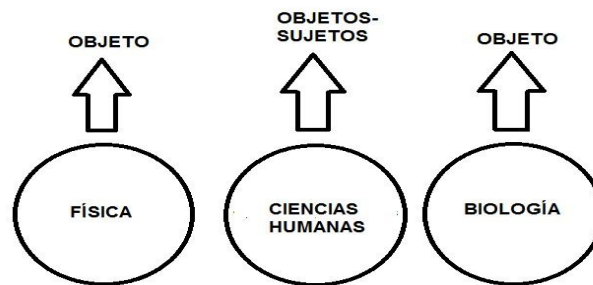 OBJETO
OBJETOS-
SUJETOS
OBJETO
FÍSICA
CIENCIAS
HUMANAS
BIOLOGÍA